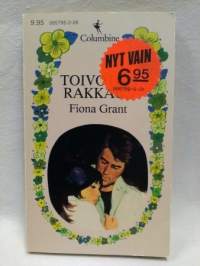 9.95
Columbine
NYT VAIN
6.95
TOIVO
RAKKA
Fiona Grant